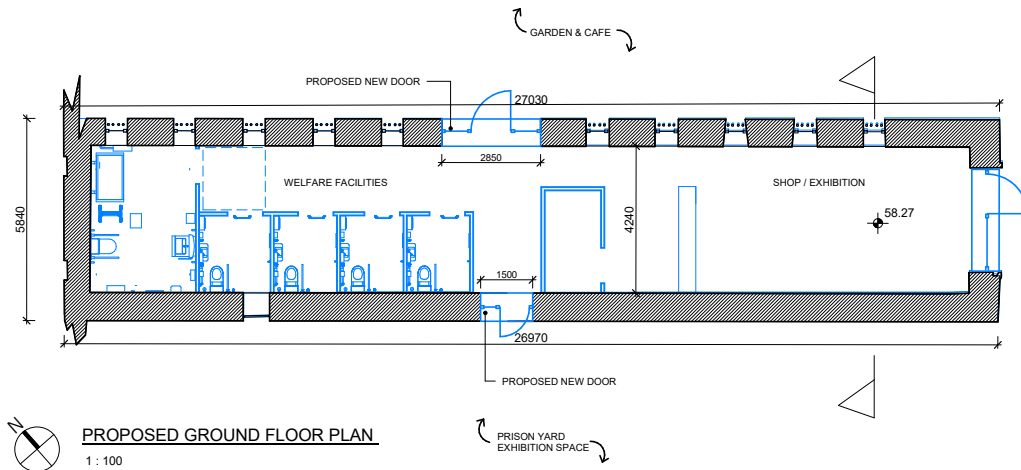 GARDEN & CAFE
PROPOSED NEW DOOR
27030
2850
WELFARE FACILITIES
SHOP / EXHIBITION
5840
4240
58.27
1500
26970
PROPOSED NEW DOOR
N
PROPOSED GROUND FLOOR PLAN
1 : 100
PRISON YARD
EXHIBITION SPACE